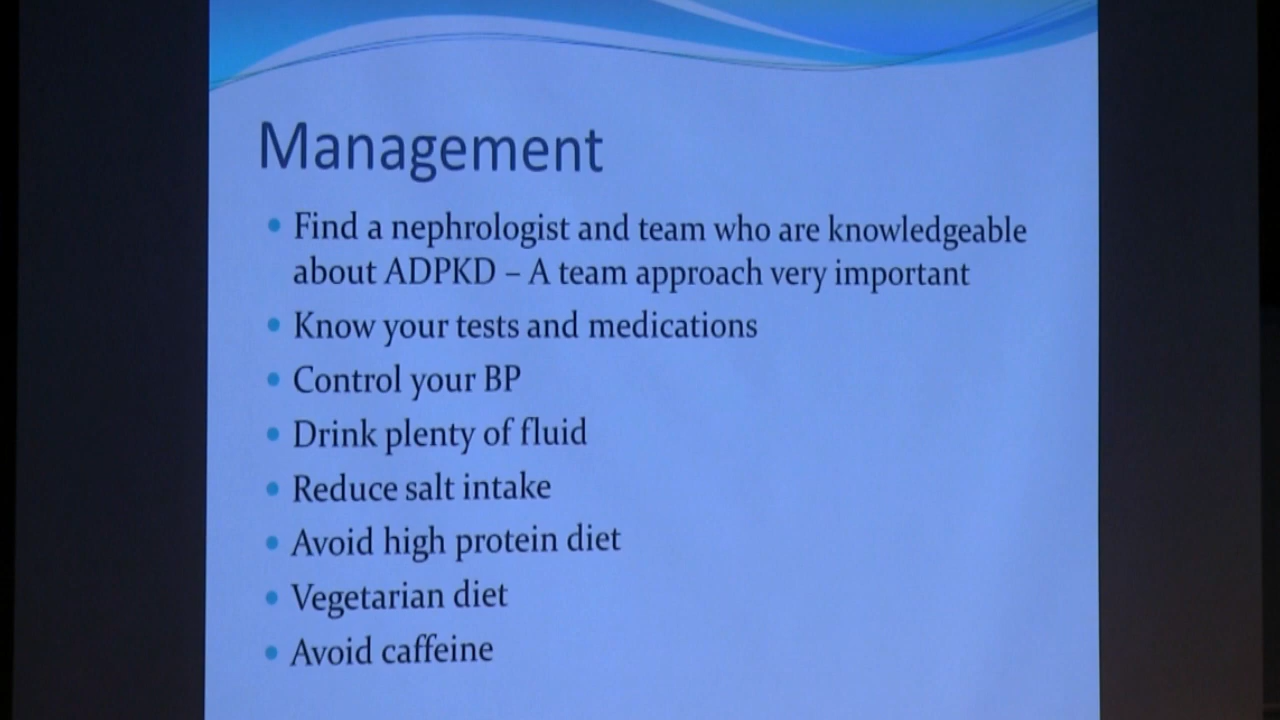 Management
• Find a nephrologist and team who are knowledgeable
about ADPKD – A team approach very important
• Know your tests and medications
• Control your BP
• Drink plenty of fluid
• Reduce salt intake
• Avoid high protein diet
• Vegetarian diet
• Avoid caffeine